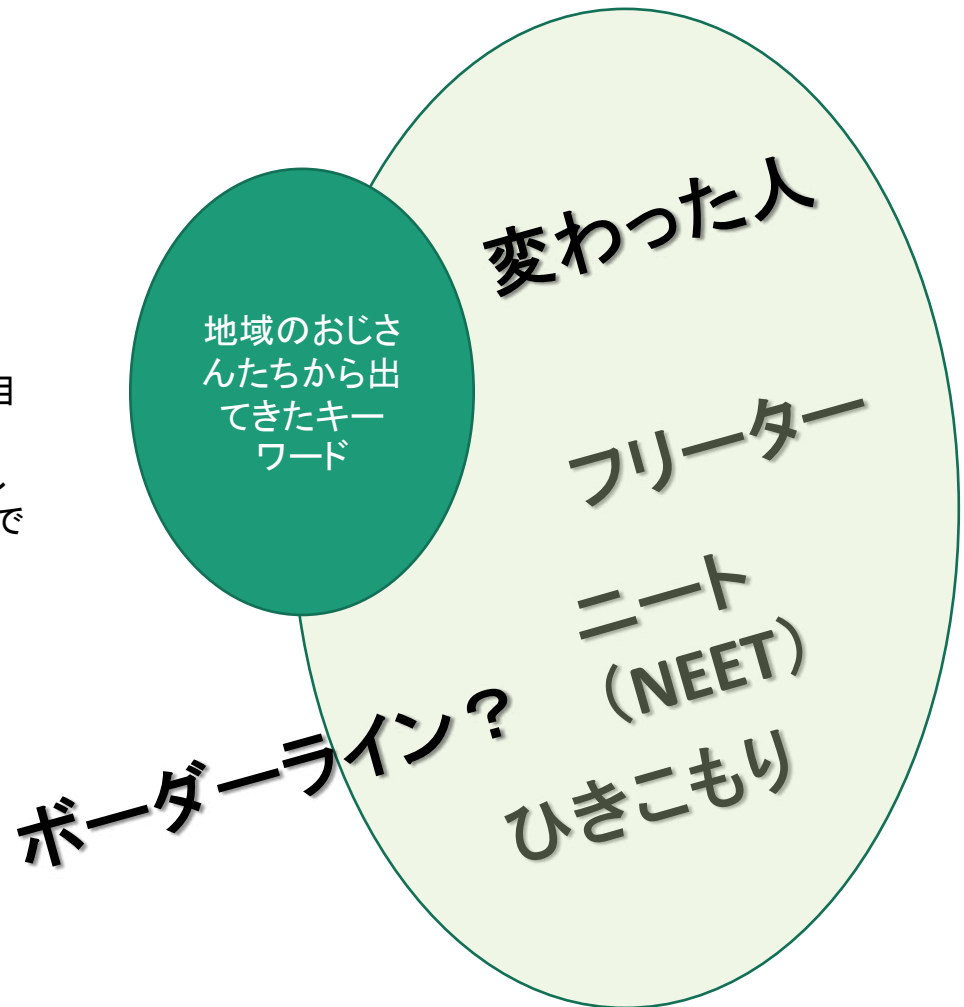 変わった人
地域のおじさ
んたちから出
てきたキー
ワード
フリーター
で
ニート
（NEET）
ボーダーライン？
ひきこもり